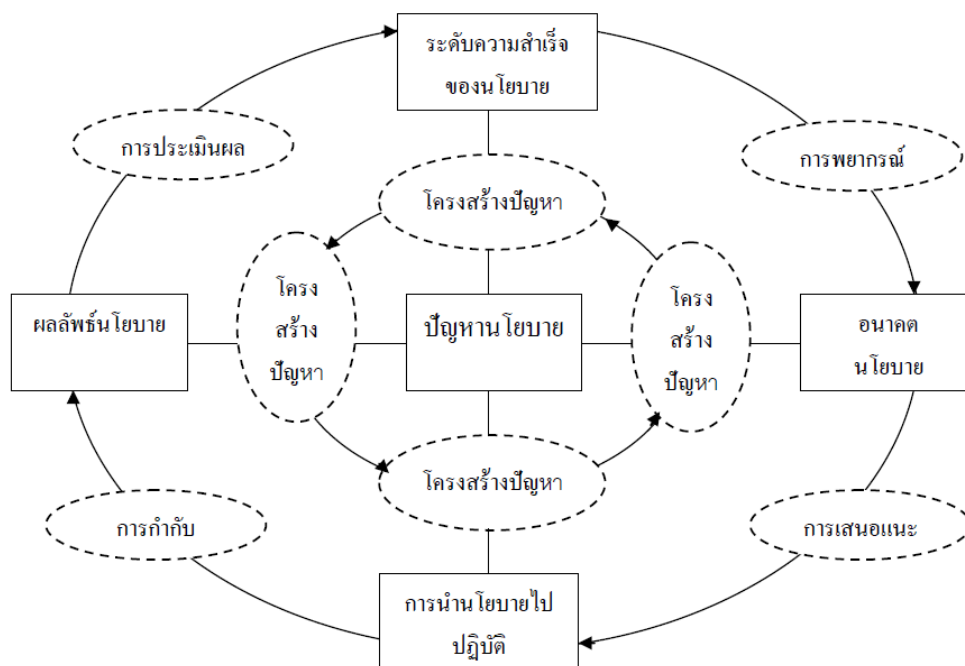 ระดับความสำเร็จ
ของนโยบาย
การประเมินผล
การพยากรณ์
โครงสร้างปัญหา
โครง
สร้าง
ปัญหา
โครง
สร้าง
ปัญหา
ผลลัพธ์นโยบาย
ปัญหานโยบาย
อนาคต
นโยบาย
โครงสร้างปัญหา
การกำกับ
การเสนอแนะ
การนำนโยบายไป
ปฏิบัติ